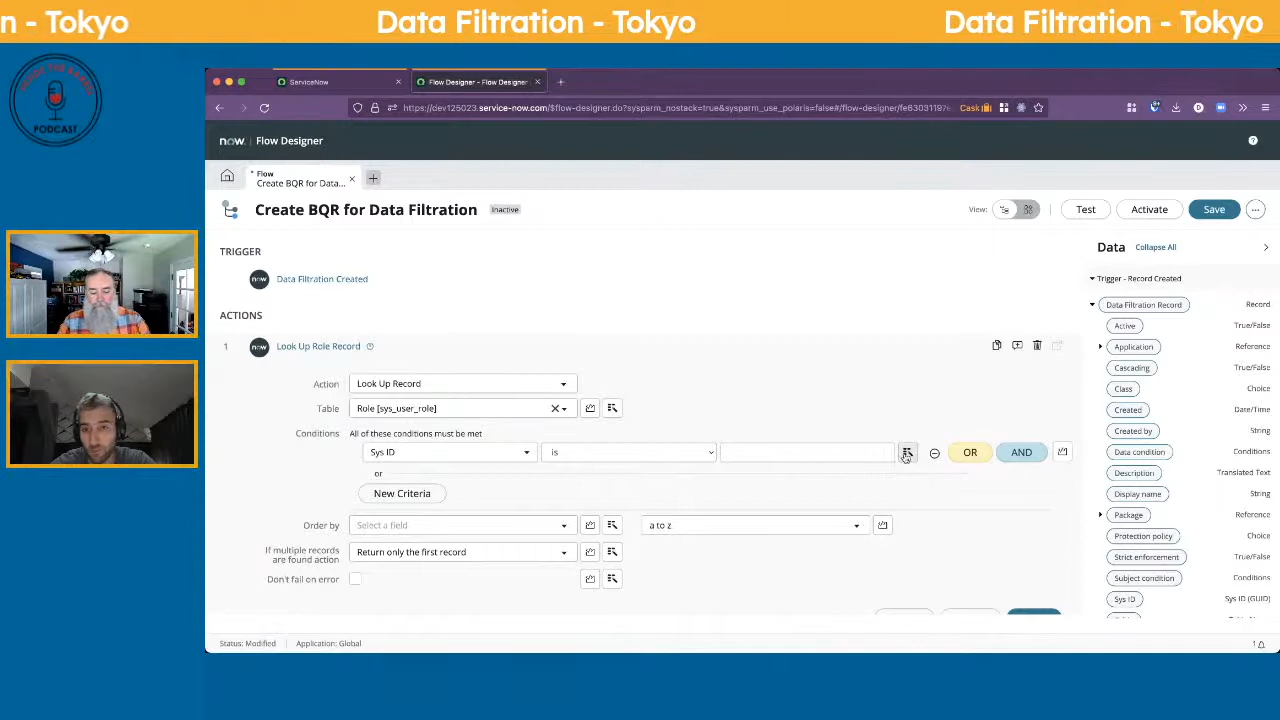 n - Tokyo
Data Filtration - Tokyo
Data Filtration - Tokyo
PODCAST
ServiceNow
Flow Designer - Flow Designer
https://dev125023.service-now.com/$flow-designer.do?sysparm_nostack=true&sysparm_use_polaris=false#/flow-designer/fe630311976
Cask
now. | Flow Designer
* Flow
Create BQR for Data...
Create BQR for Data Filtration
Inactive
View:
Test
Activate
Save
TRIGGER
now
Data Filtration Created
ACTIONS
1
now
Look Up Role Record
Action
Look Up Record
Table
Role [sys_user_role]
Conditions
All of these conditions must be met
Sys ID
is
OR
AND
or
New Criteria
Order by
Select a field
a to z
If multiple records are found action
Return only the first record
Don't fail on error
Data
Collapse All
Trigger - Record Created
Data Filtration Record
Record
Active
True/False
Application
Reference
Cascading
True/False
Class
Choice
Created
Date/Time
Created by
String
Data condition
Conditions
Description
Translated Text
Display name
String
Package
Reference
Protection policy
Choice
Strict enforcement
True/False
Subject condition
Conditions
Sys ID
Sys ID (GUID)
Status: Modified
Application: Global
1